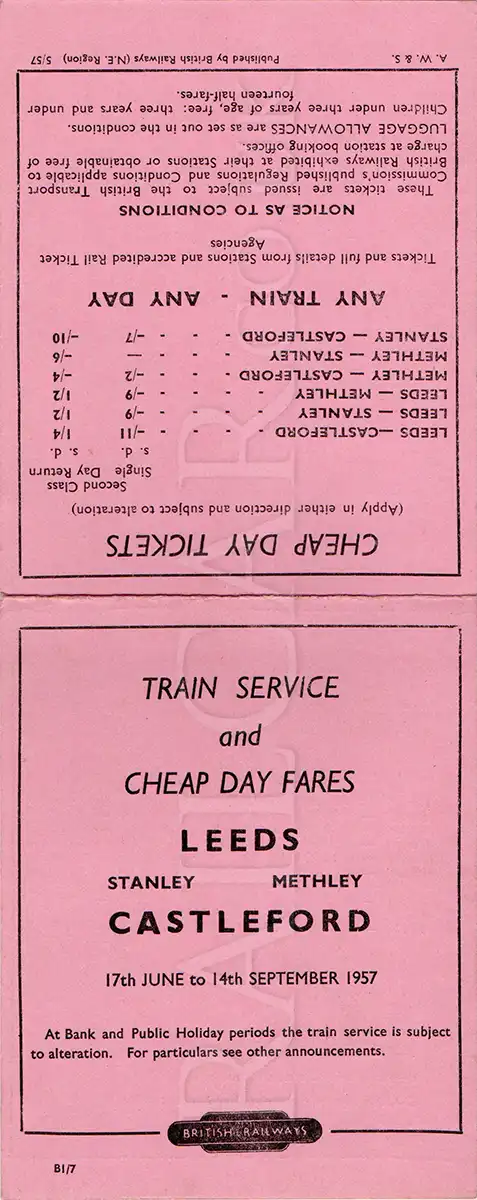 TRAIN SERVICE
and
CHEAP DAY FARES
LEEDS
STANLEY METHLEY
CASTLEFORD
17th JUNE to 14th SEPTEMBER 1957
At Bank and Public Holiday periods the train service is subject
to alteration. For particulars see other announcements.
BRITISH RAILWAYS
B1/7
CHEAP DAY TICKETS
(Apply in either direction and subject to alteration)
Second Class
Single Day Return
s. d. s. d.
LEEDS —CASTLEFORD - - - - -/11 1/4
LEEDS — STANLEY - - - - -/9 1/2
LEEDS — METHLEY - - - - -/9 1/2
METHLEY — CASTLEFORD - - - -/2 -/4
METHLEY — STANLEY - - - — -/6
STANLEY — CASTLEFORD - - - -/7 -/10
ANY TRAIN - ANY DAY
Tickets and full details from Stations and accredited Rail Ticket
Agencies
NOTICE AS TO CONDITIONS
These tickets are issued subject to the British Transport
Commission's published Regulations and Conditions applicable to
British Railways exhibited at their Stations or obtainable free of
charge at station booking offices.
LUGGAGE ALLOWANCES are as set out in the conditions.
Children under three years of age, free; three years and under
fourteen half-fares.
A. W. & S. Published by British Railways (N.E. Region) 5/57